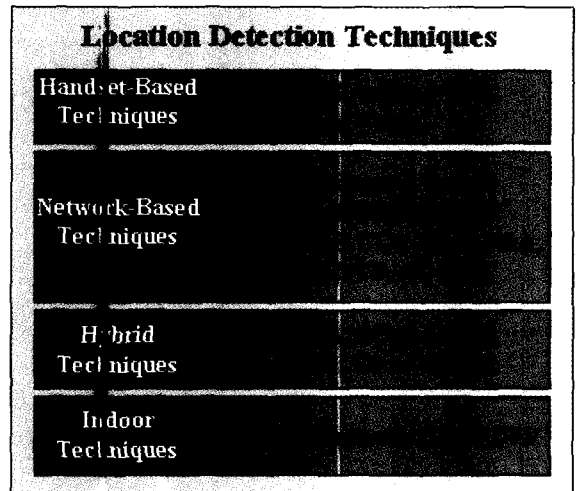 Location Detection Techniques
Handset-Based
Techniques
Network-Based
Techniques
Hybrid
Techniques
Indoor
Techniques